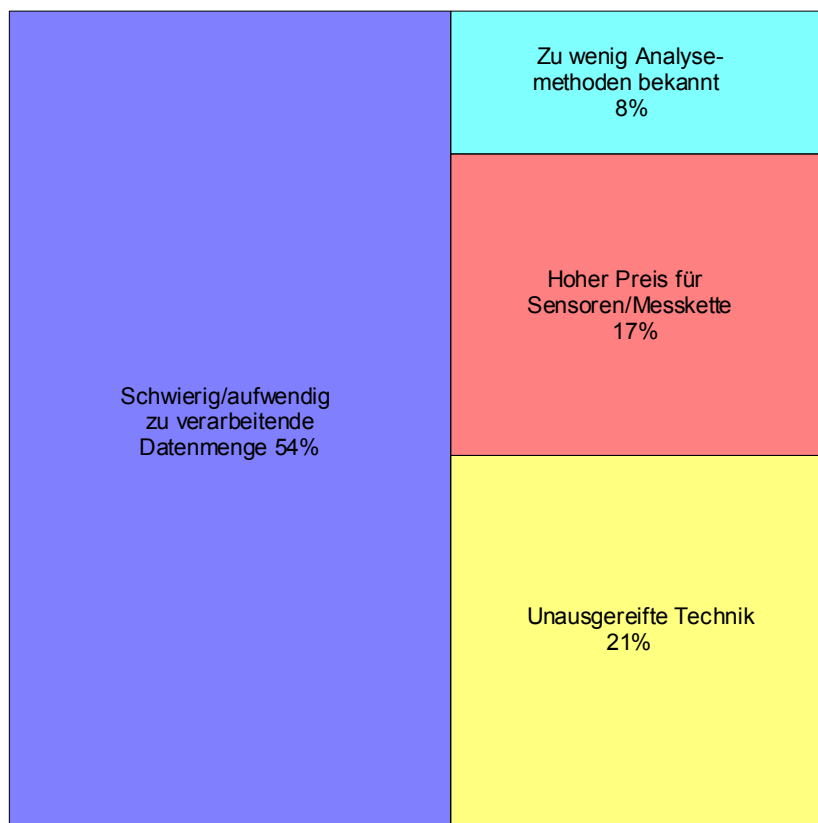 Zu wenig Analyse-
methoden bekannt
8%
Hoher Preis für
Sensoren/Messkette
17%
Schwierig/aufwendig
zu verarbeitende
Datenmenge 54%
Unausgereifte Technik
21%